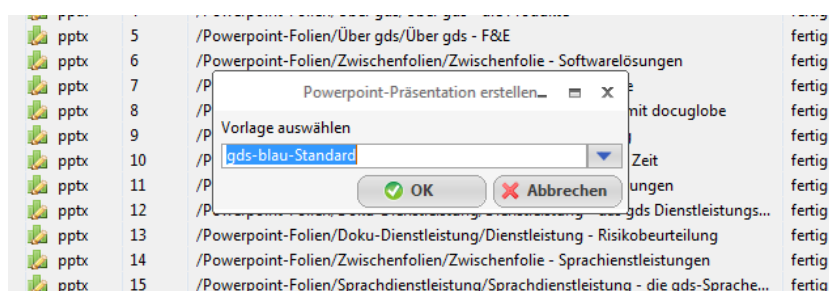 pptx 5 /Powerpoint-Folien/Über gds/Über gds - F&E fertig
pptx 6 /Powerpoint-Folien/Zwischenfolien/Zwischenfolie - Softwarelösungen fertig
pptx 7 /P fertig
Powerpoint-Präsentation erstellen
pptx 8 /P mit docuglobe fertig
Vorlage auswählen
pptx 9 /P fertig
gds-blau-Standard
pptx 10 /P Zeit fertig
pptx 11 /P ungen fertig
OK Abbrechen
pptx 12 gds Dienstleistungs... fertig
pptx 13 /Powerpoint-Folien/Doku-Dienstleistung/Dienstleistung - Risikobeurteilung fertig
pptx 14 /Powerpoint-Folien/Zwischenfolien/Zwischenfolie - Sprachienstleistungen fertig
pptx 15 /Powerpoint-Folien/Sprachdienstleistung/Sprachdienstleistung - die gds-Sprache... fertig